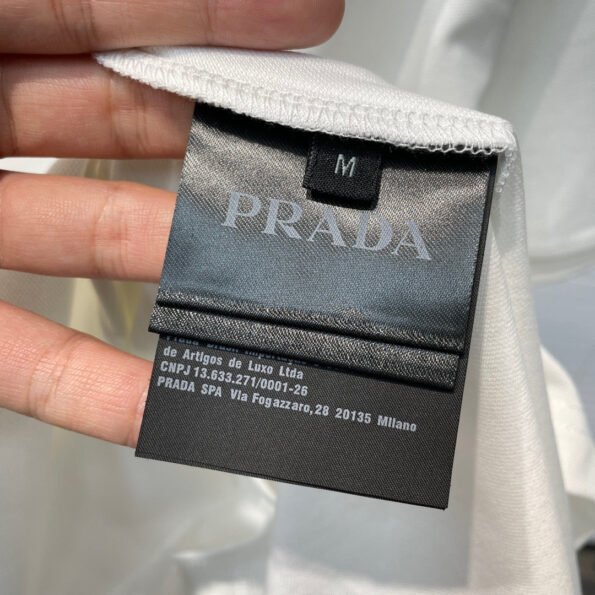 M
PRADA
de Artigos de Luxo Ltda
CNPJ 13.633.271/0001-26
PRADA SPA Via Fogazzaro,28 20135 Milano